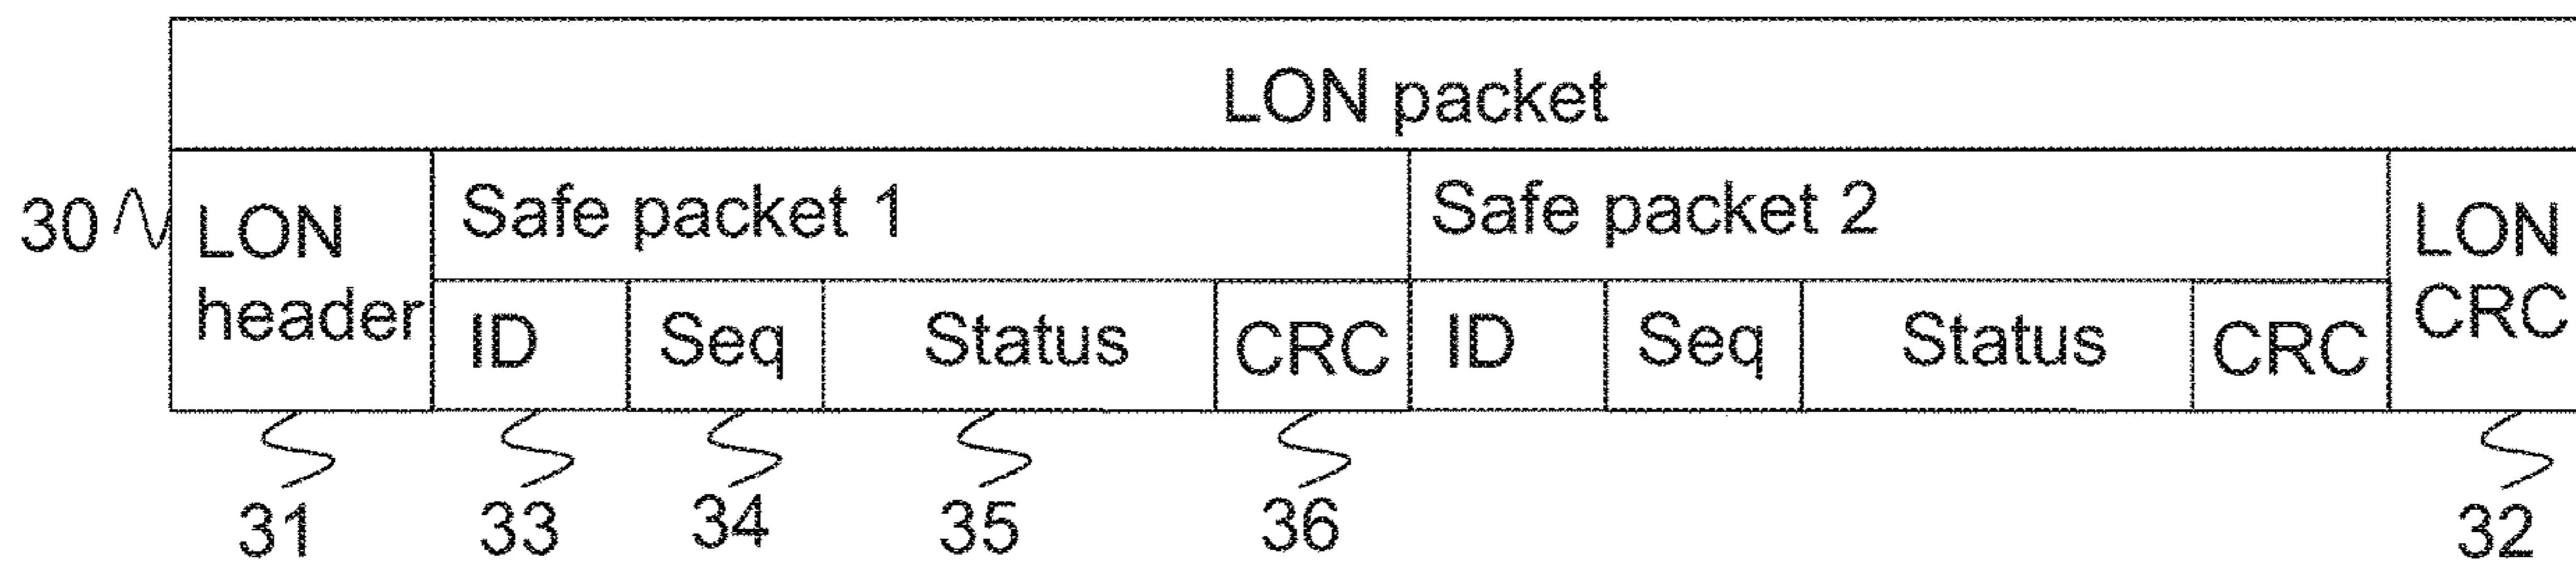 LON packet
30
LON header
Safe packet 1
Safe packet 2
LON CRC
ID Seq Status CRC ID Seq Status CRC
31 33 34 35 36 32